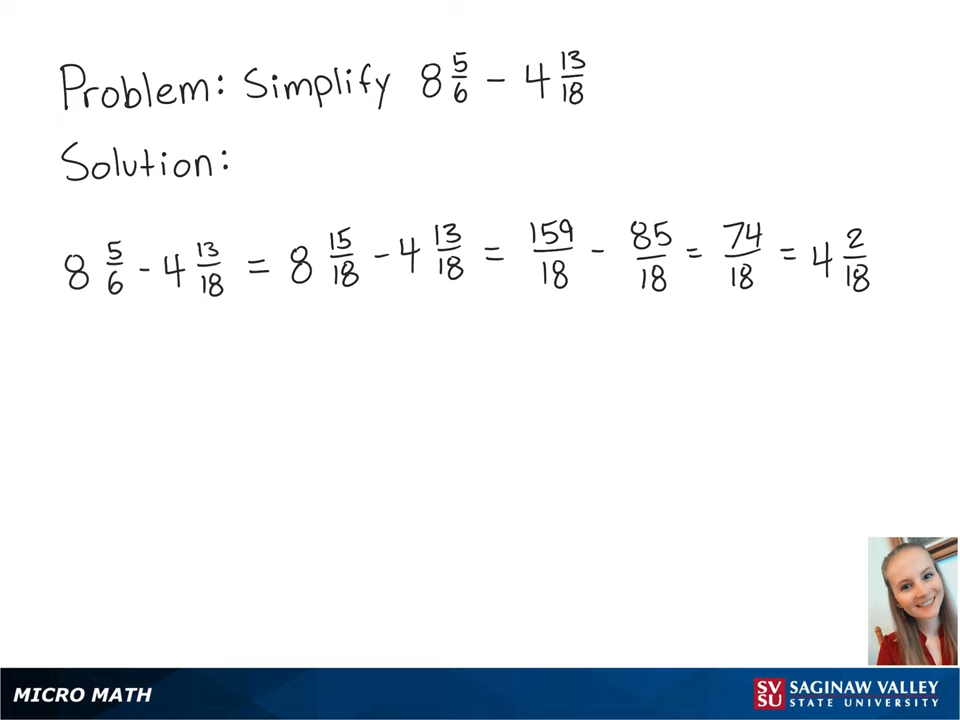 Problem: Simplify 8 5/6 - 4 13/18
Solution:
8 5/6 - 4 13/18 = 8 15/18 - 4 13/18 = 159/18 - 85/18 = 74/18 = 4 2/18
MICRO MATH
SVSU SAGINAW VALLEY
STATE UNIVERSITY